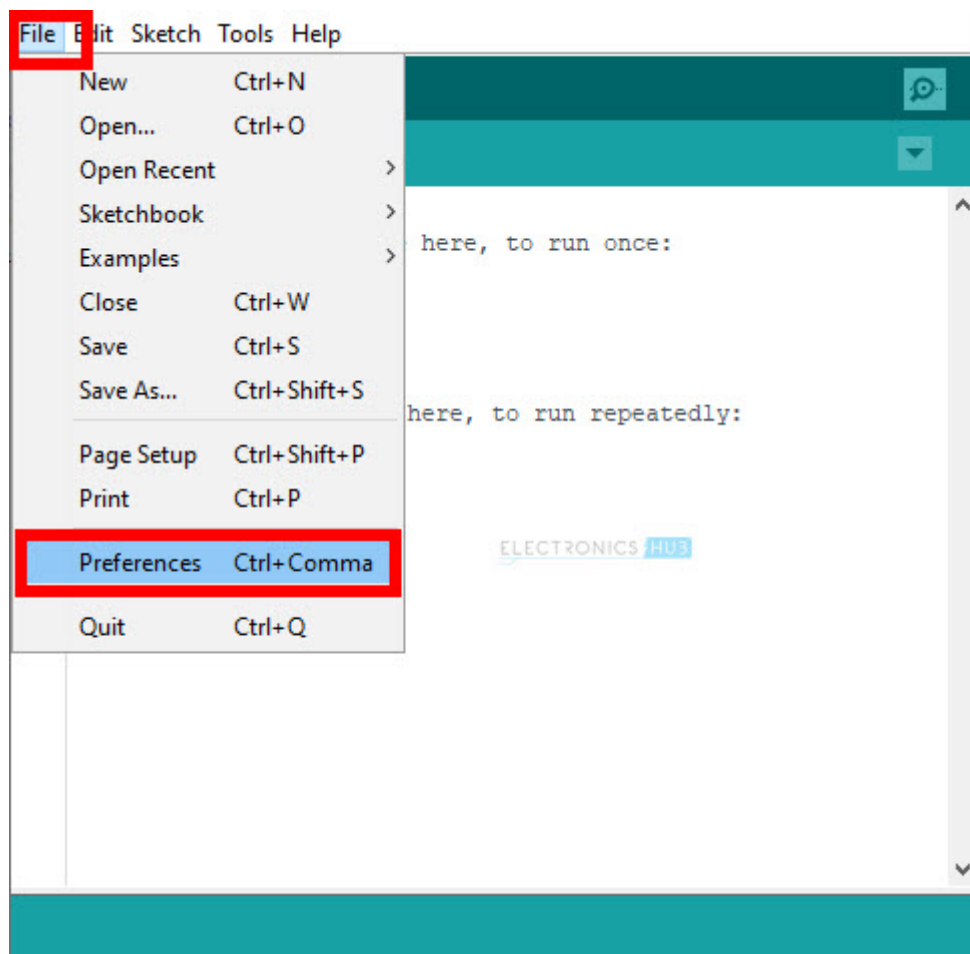 File Edit Sketch Tools Help
New Ctrl+N
Open... Ctrl+O
Open Recent
Sketchbook
here, to run once:
Examples
Close Ctrl+W
Save Ctrl+S
Save As... Ctrl+Shift+S
here, to run repeatedly:
Page Setup Ctrl+Shift+P
Print Ctrl+P
ELECTRONICS HUB
Preferences Ctrl+Comma
Quit Ctrl+Q